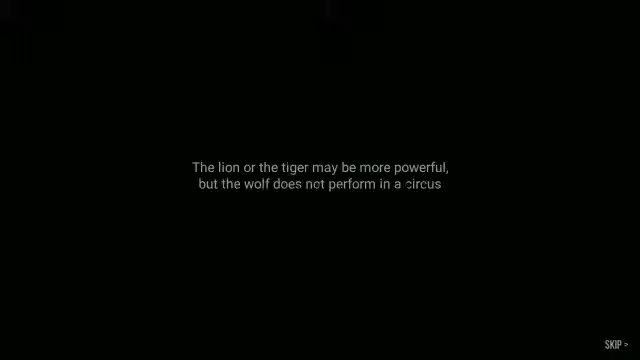 The lion or the tiger may be more powerful,
but the wolf does not perform in a circus
SKIP >